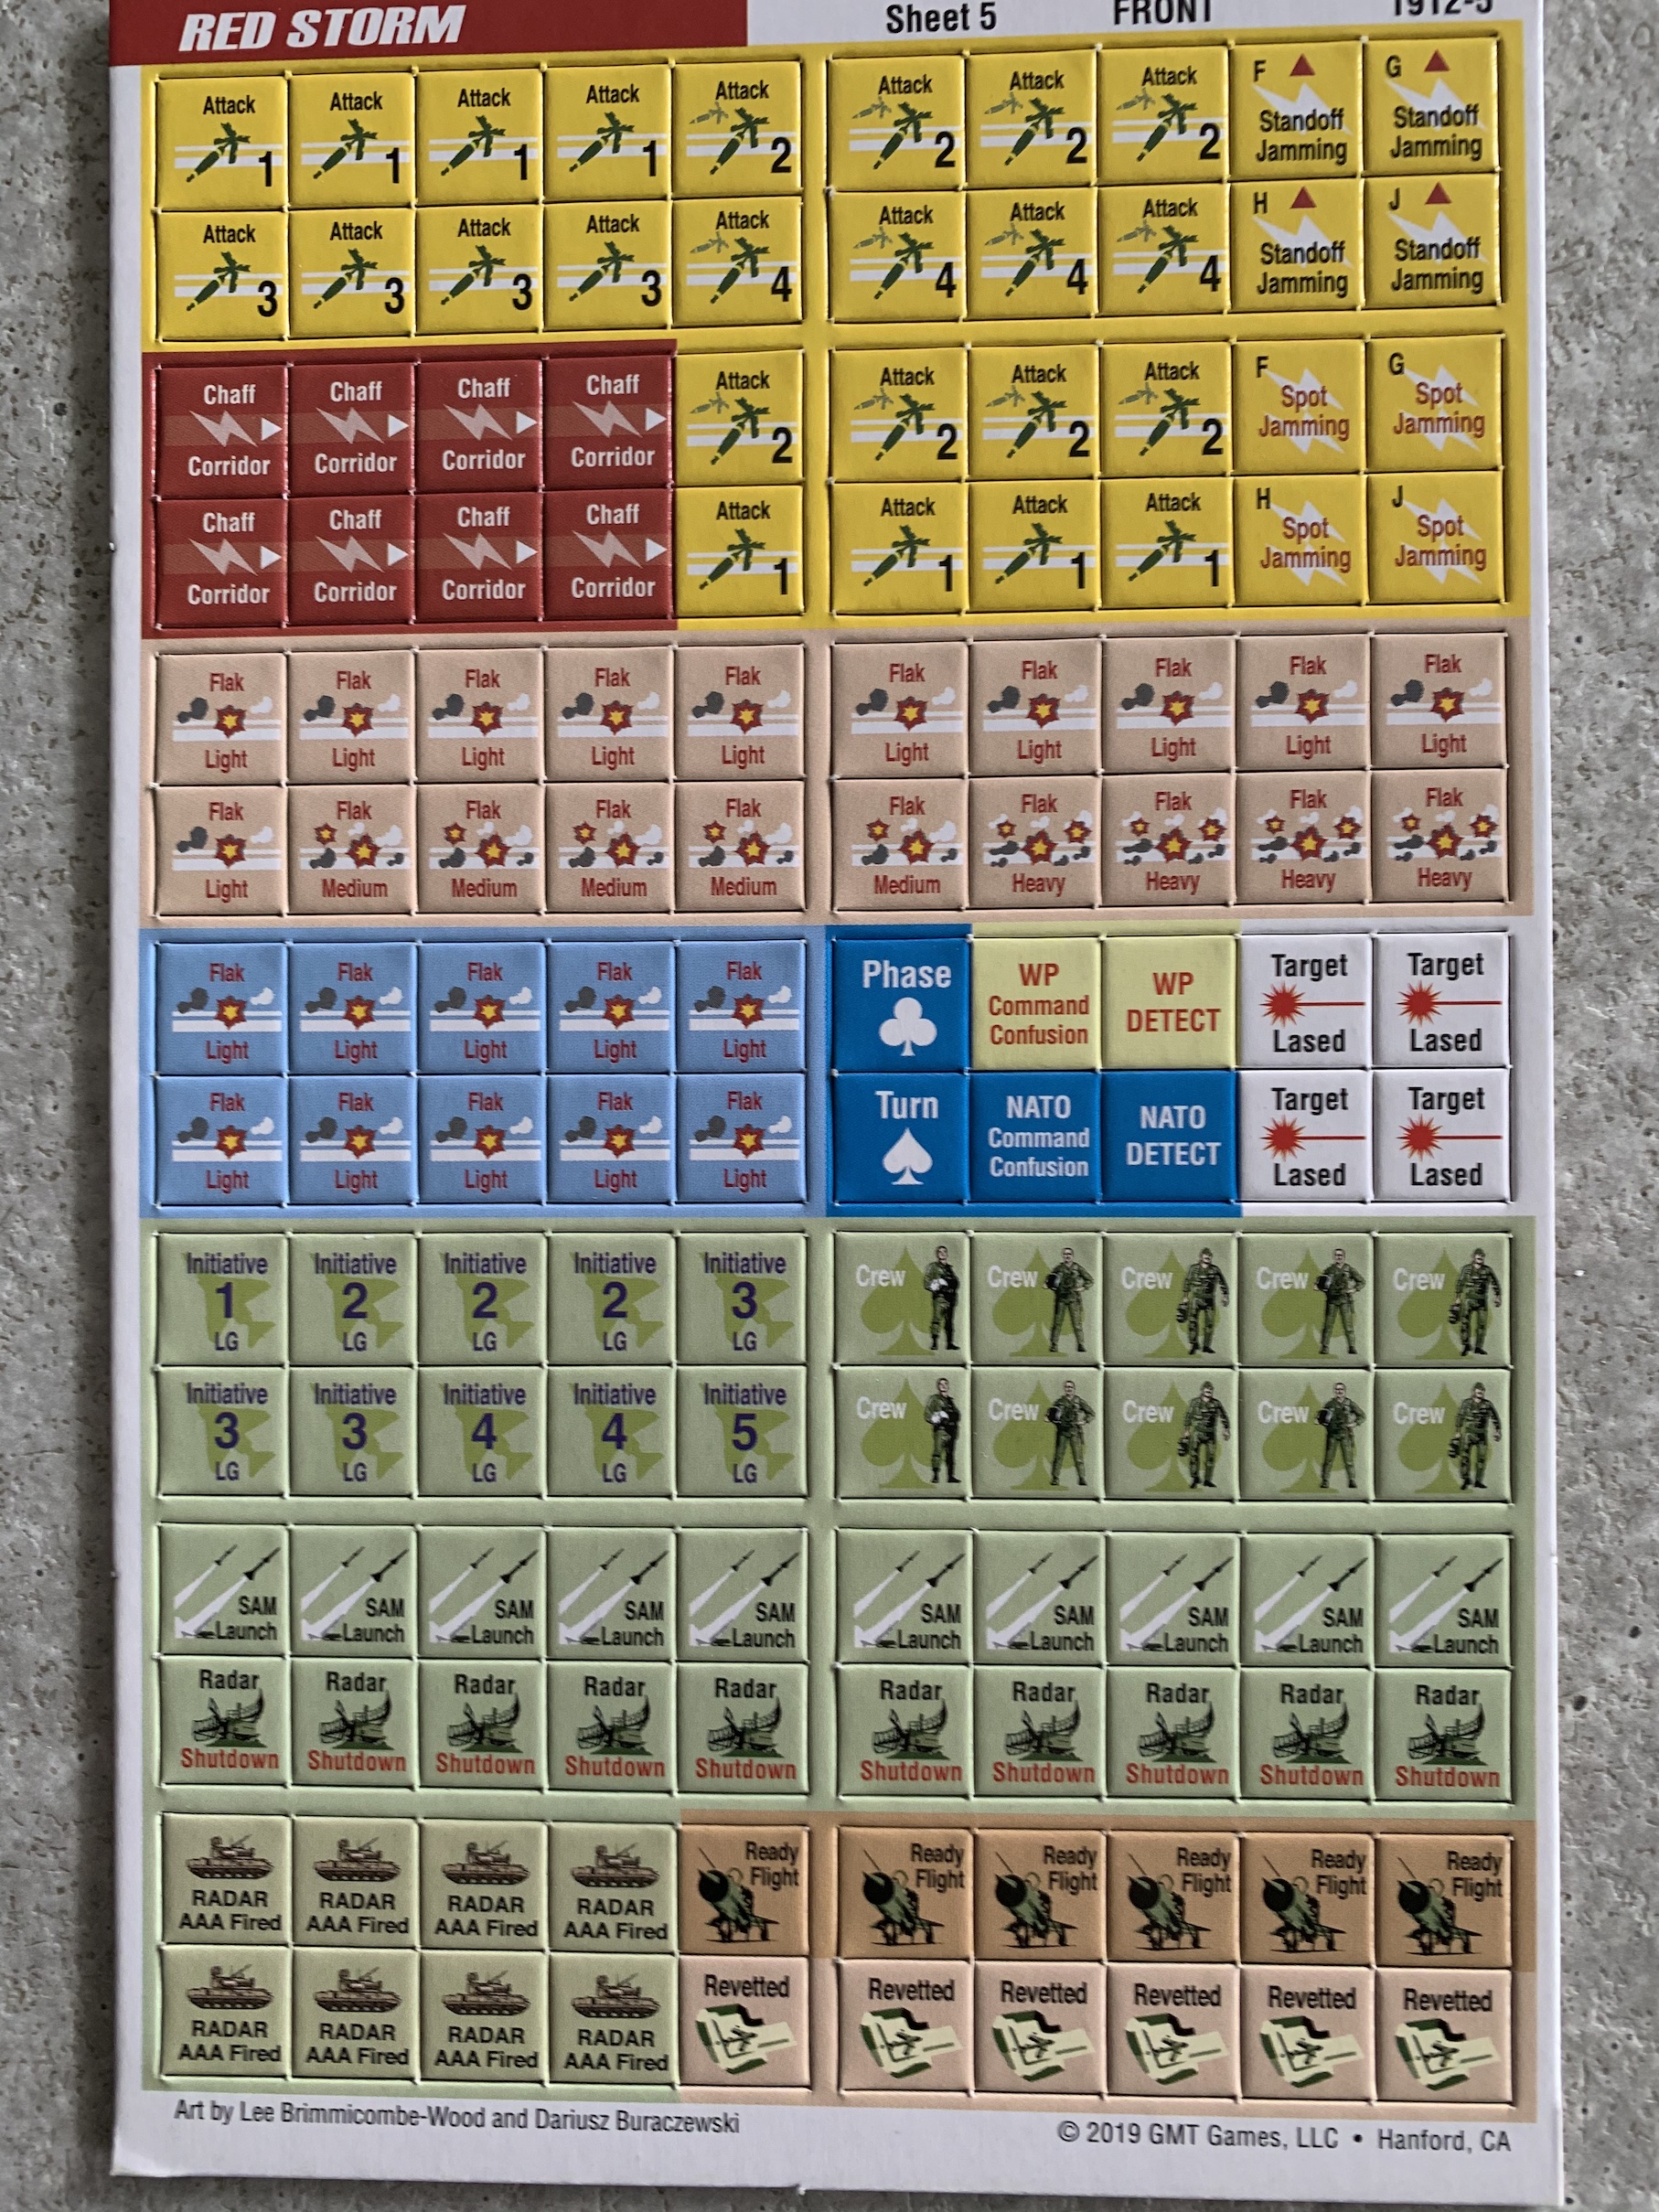 RED STORM Sheet 5 FRONT 1912-5
Attack Attack Attack Attack Attack Attack Attack Attack F G
1 1 1 1 2 2 2 2 Standoff Standoff
Jamming Jamming
Attack Attack Attack Attack Attack Attack Attack Attack H J
3 3 3 3 4 4 4 4 Standoff Standoff
Jamming Jamming
Chaff Chaff Chaff Chaff Attack Attack Attack Attack F G
Corridor Corridor Corridor Corridor 2 2 2 2 Spot Spot
Jamming Jamming
Chaff Chaff Chaff Chaff Attack Attack Attack Attack H J
Corridor Corridor Corridor Corridor 1 1 1 1 Spot Spot
Jamming Jamming
Flak Flak Flak Flak Flak Flak Flak Flak Flak Flak
Light Light Light Light Light Light Light Light Light Light
Flak Flak Flak Flak Flak Flak Flak Flak Flak Flak
Light Medium Medium Medium Medium Medium Heavy Heavy Heavy Heavy
Flak Flak Flak Flak Flak Phase WP WP Target Target
Light Light Light Light Light Command DETECT Lased Lased
Confusion
Flak Flak Flak Flak Flak Turn NATO NATO Target Target
Light Light Light Light Light Command DETECT Lased Lased
Confusion
Initiative Initiative Initiative Initiative Initiative Crew Crew Crew Crew Crew
1 2 2 2 3
LG LG LG LG LG
Initiative Initiative Initiative Initiative Initiative Crew Crew Crew Crew Crew
3 3 4 4 5
LG LG LG LG LG
SAM SAM SAM SAM SAM SAM SAM SAM SAM SAM
Launch Launch Launch Launch Launch Launch Launch Launch Launch Launch
Radar Radar Radar Radar Radar Radar Radar Radar Radar Radar
Shutdown Shutdown Shutdown Shutdown Shutdown Shutdown Shutdown Shutdown Shutdown Shutdown
RADAR RADAR RADAR RADAR Ready Ready Ready Ready Ready Ready
AAA Fired AAA Fired AAA Fired AAA Fired Flight Flight Flight Flight Flight Flight
RADAR RADAR RADAR RADAR Revetted Revetted Revetted Revetted Revetted Revetted
AAA Fired AAA Fired AAA Fired AAA Fired
Art by Lee Brimmicombe-Wood and Dariusz Buraczewski © 2019 GMT Games, LLC • Hanford, CA